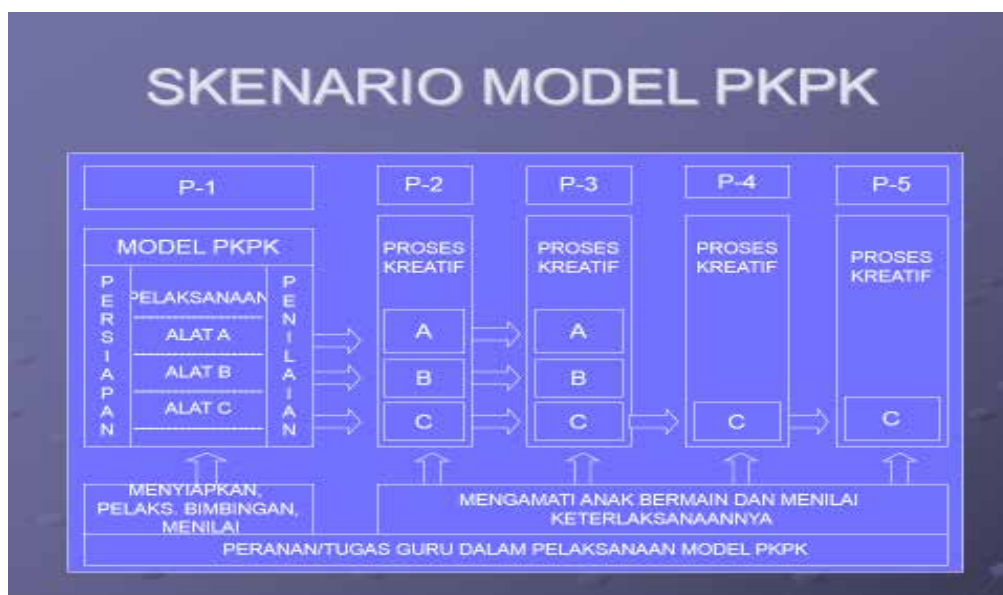 SKENARIO MODEL PKPK
P-1
P-2
P-3
P-4
P-5
MODEL PKPK
PERSIAPAN
PELAKSANAAN
ALAT A
ALAT B
ALAT C
PENILAIAN
PROSES
KREATIF
A
B
C
PROSES
KREATIF
A
B
C
PROSES
KREATIF
C
PROSES
KREATIF
C
MENYIAPKAN,
PELAKS. BIMBINGAN,
MENILAI
MENGAMATI ANAK BERMAIN DAN MENILAI
KETERLAKSANAANNYA
PERANAN/TUGAS GURU DALAM PELAKSANAAN MODEL PKPK